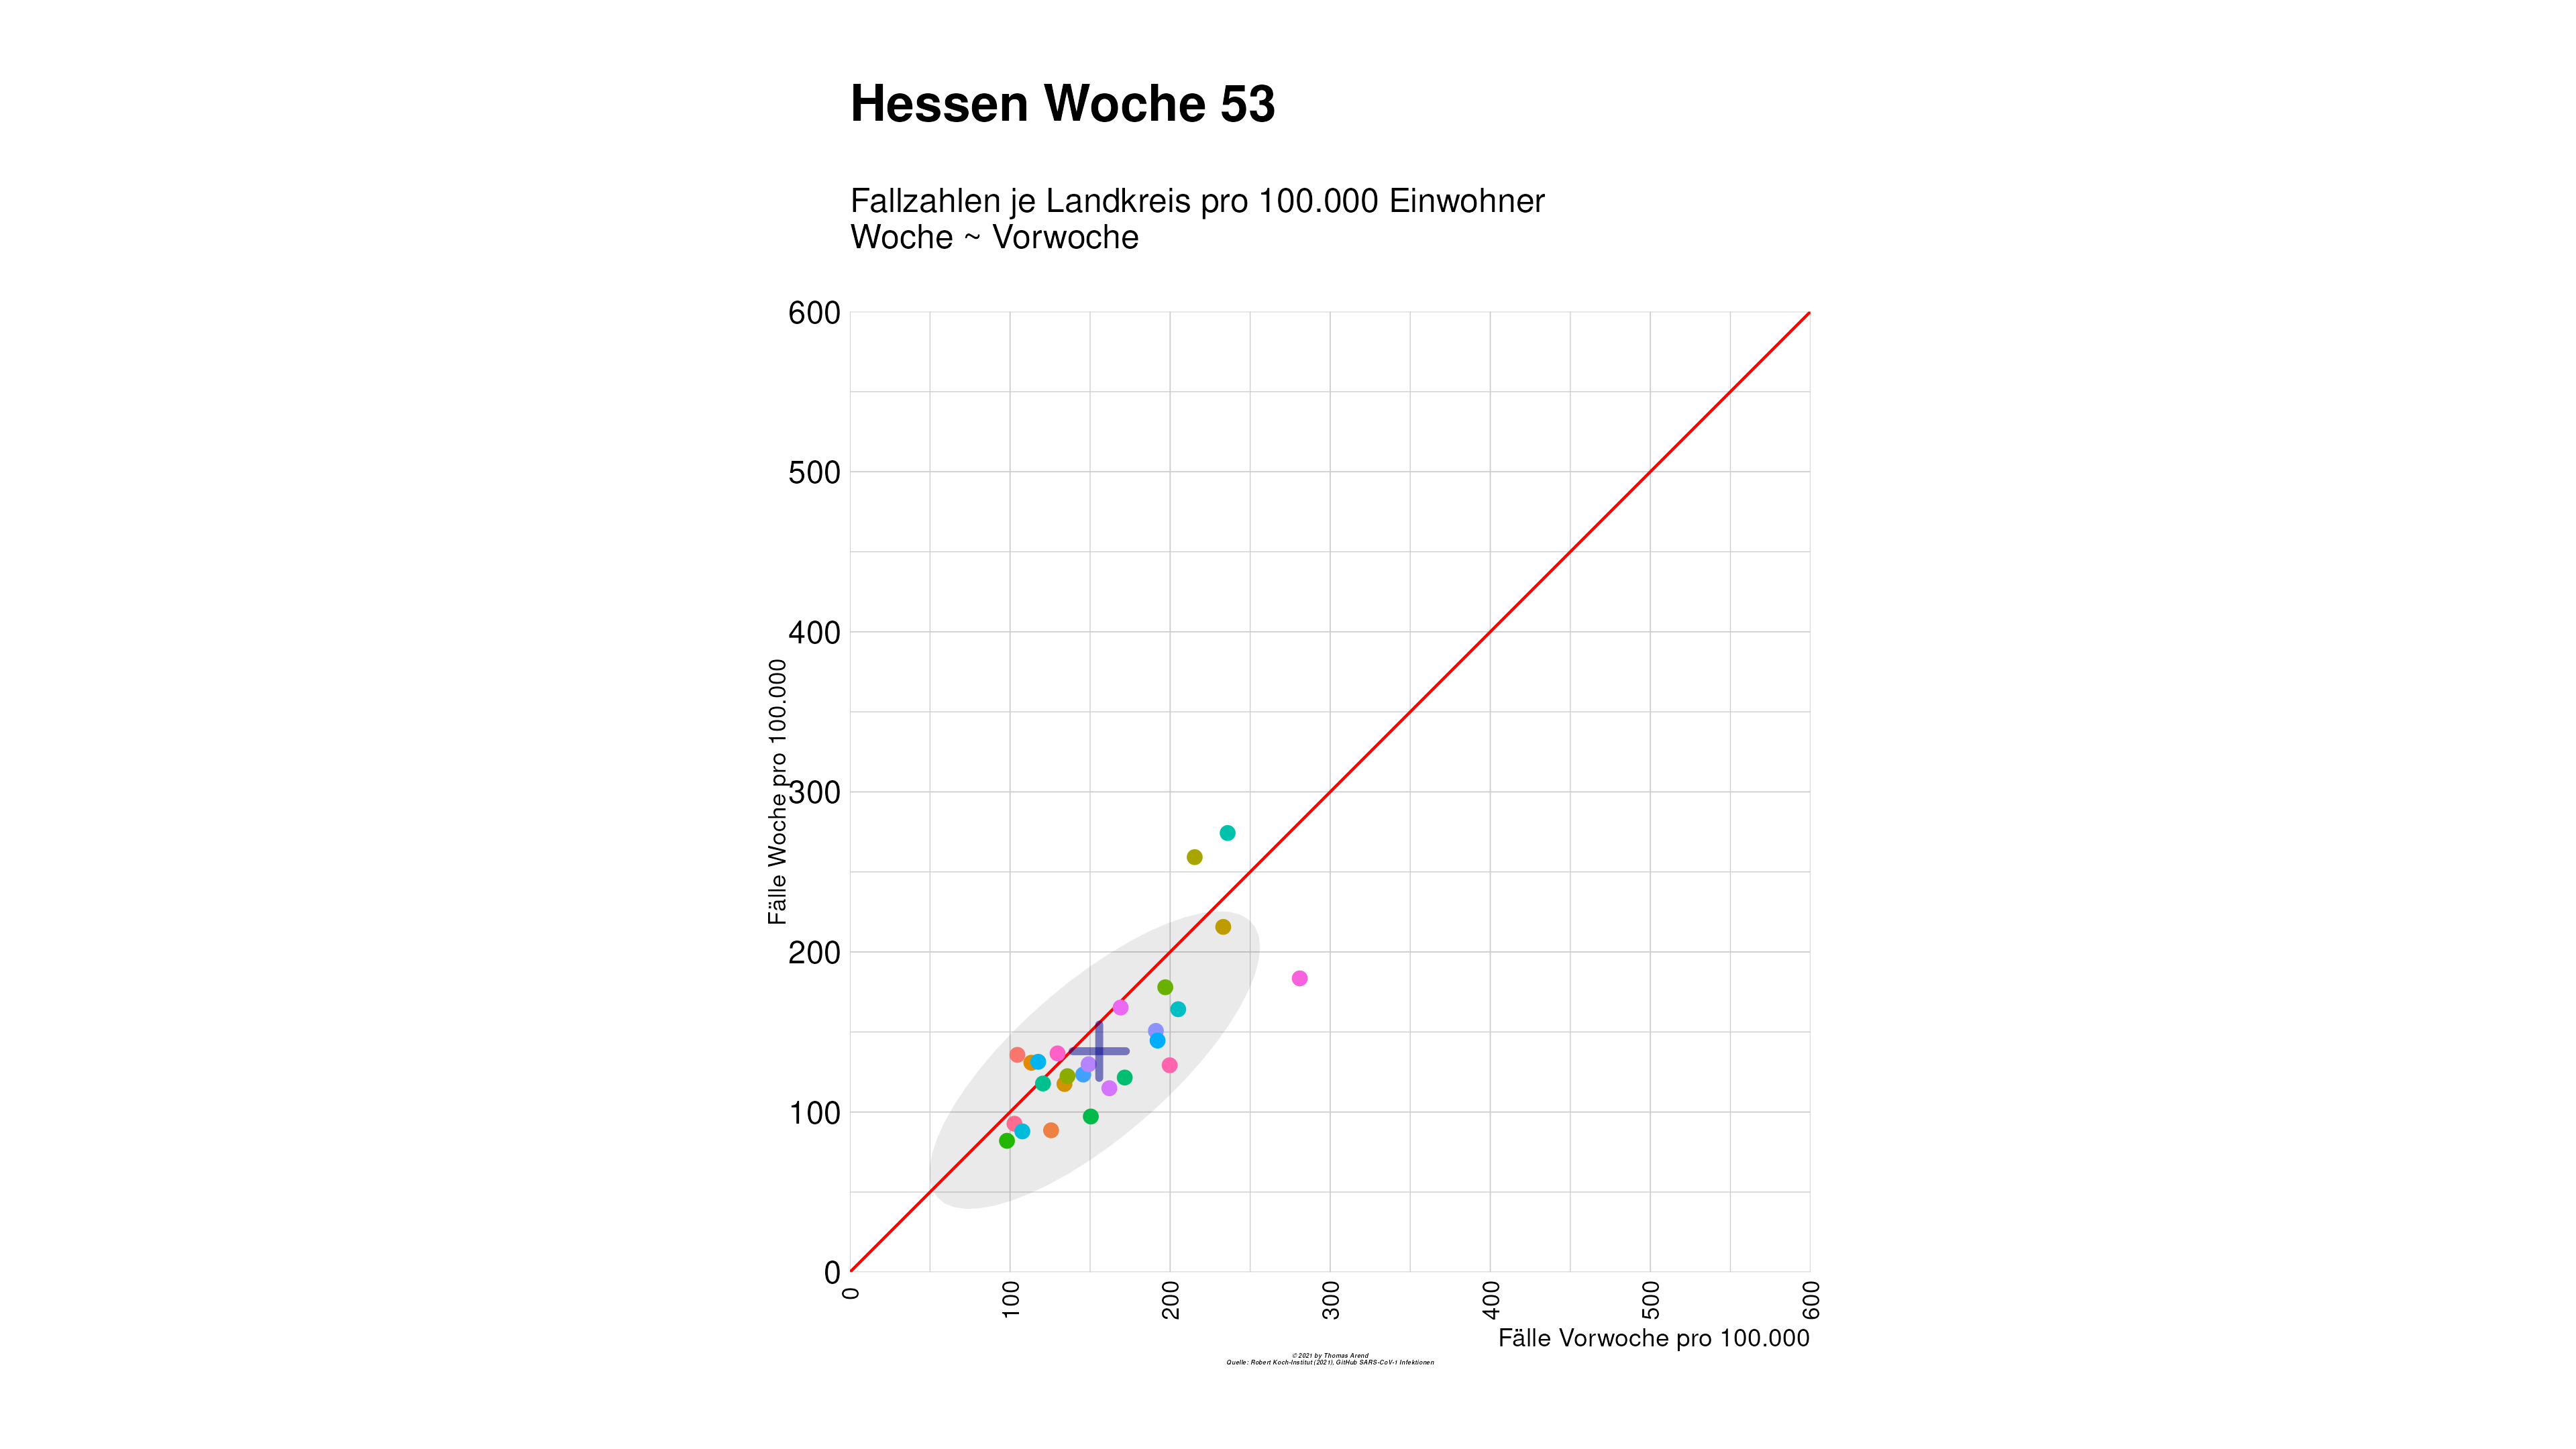 Hessen Woche 53
Fallzahlen je Landkreis pro 100.000 Einwohner
Woche ~ Vorwoche
600
500
400
300
200
100
0
Fälle Woche pro 100.000
0
100
200
300
400
500
600
Fälle Vorwoche pro 100.000
© 2021 by Thomas Arend
Quelle: Robert Koch-Institut (2021), GitHub SARS-CoV-1 Infektionen